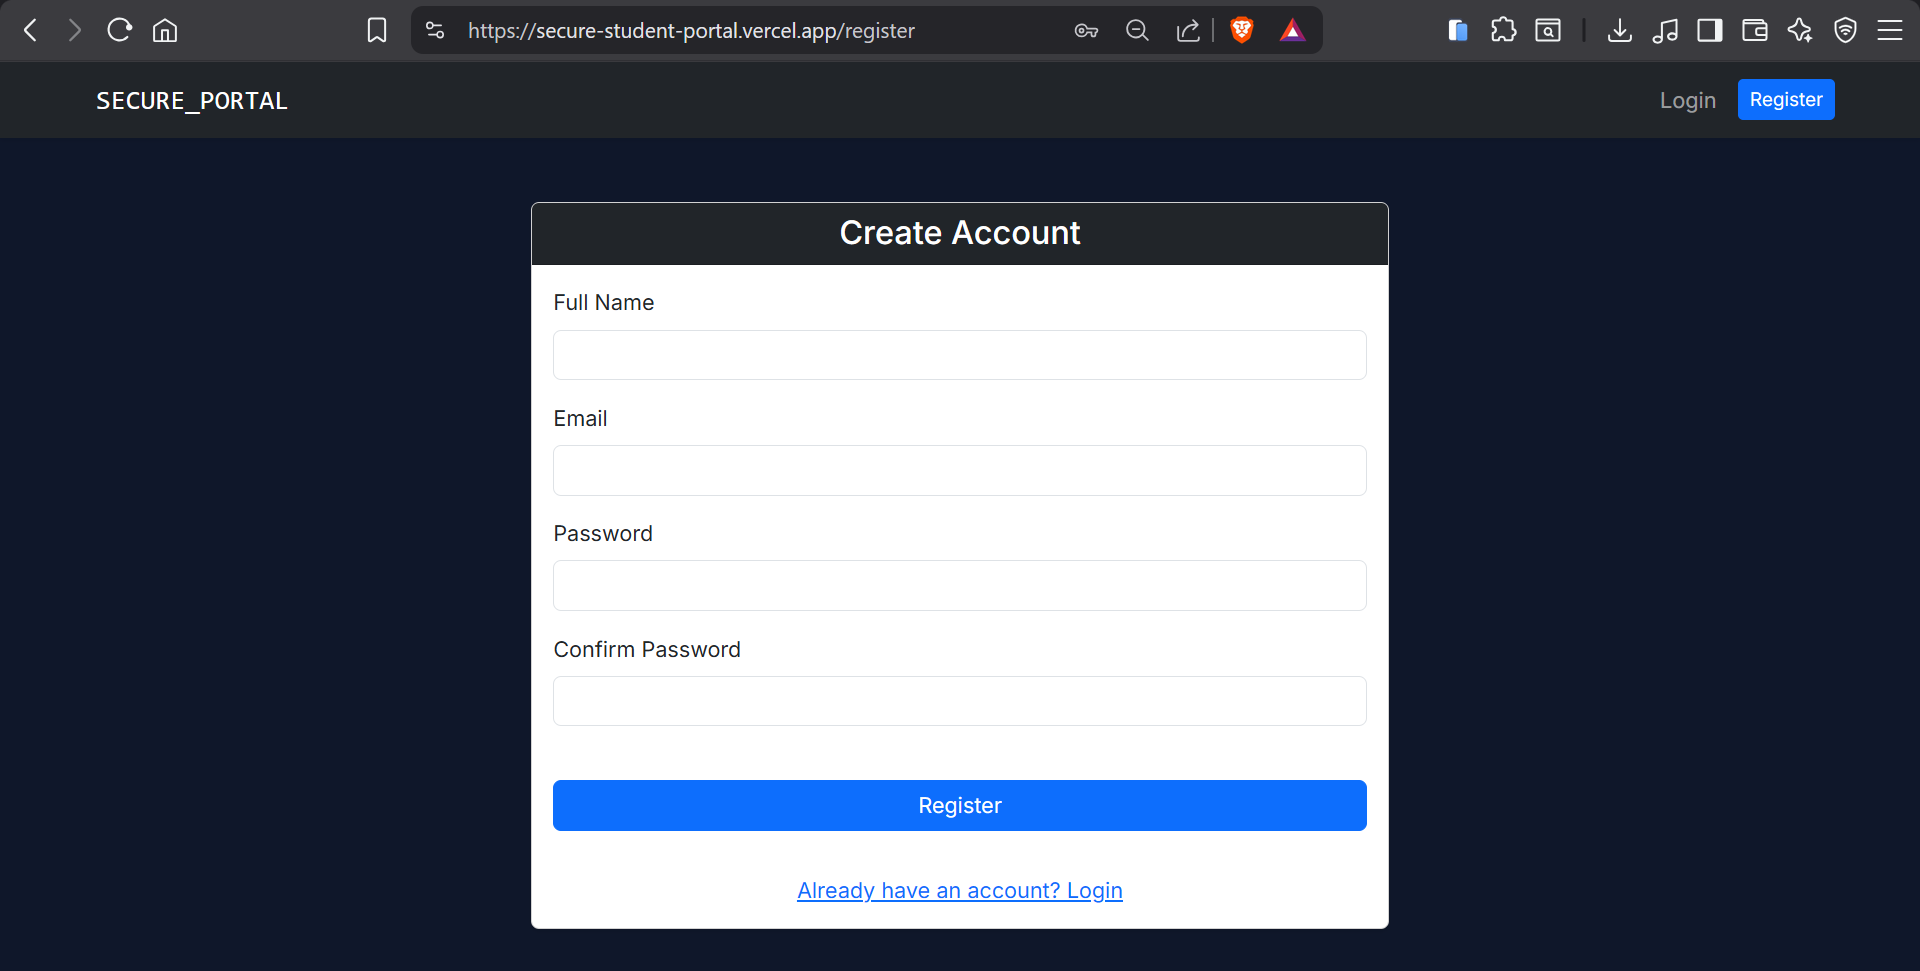 https://secure-student-portal.vercel.app/register
SECURE_PORTAL
Login
Register
Create Account
Full Name
Email
Password
Confirm Password
Register
Already have an account? Login